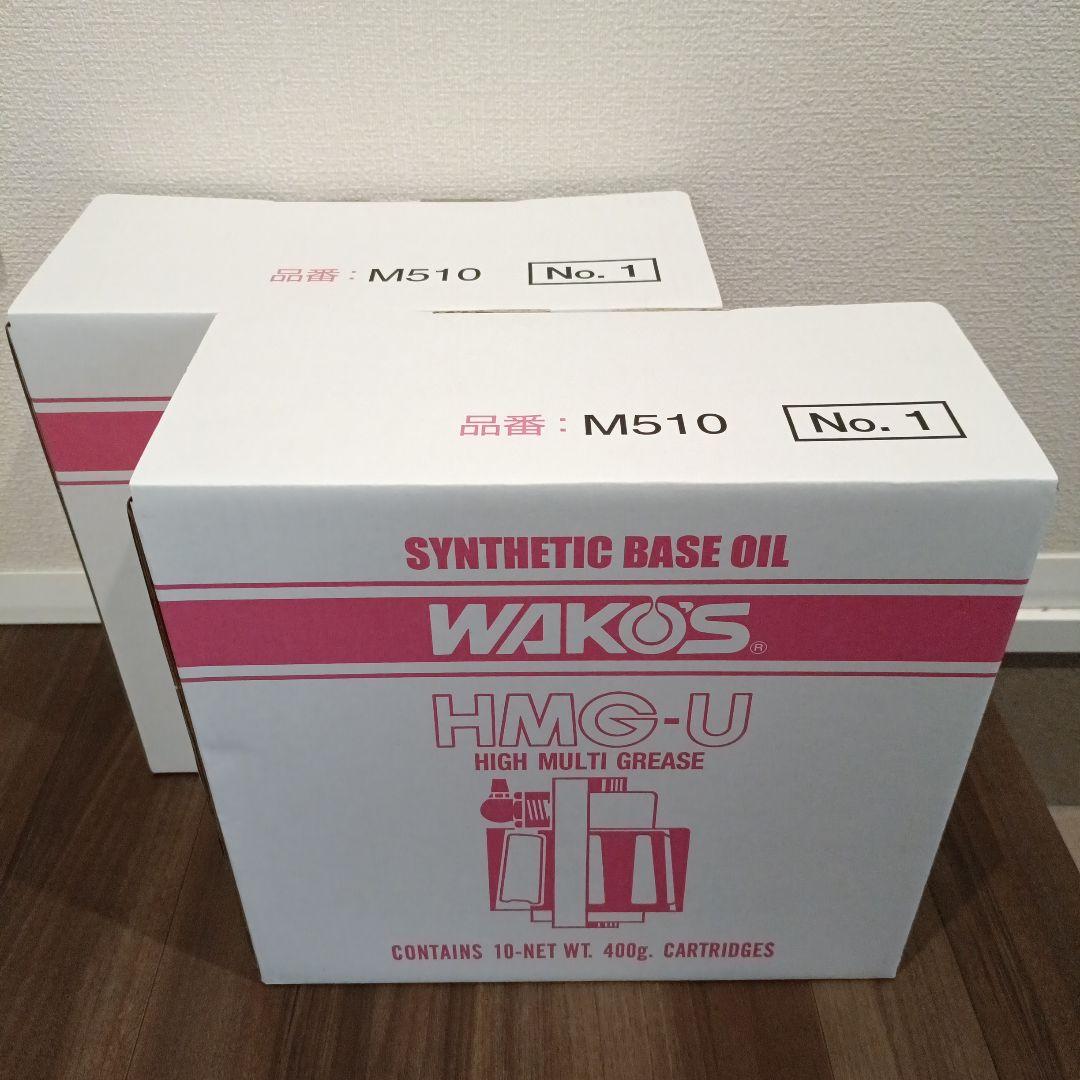 品番: M510 No. 1
品番: M510 No. 1
SYNTHETIC BASE OIL
WAKO'S ®
HMG-U
HIGH MULTI GREASE
CONTAINS 10-NET WT. 400g. CARTRIDGES